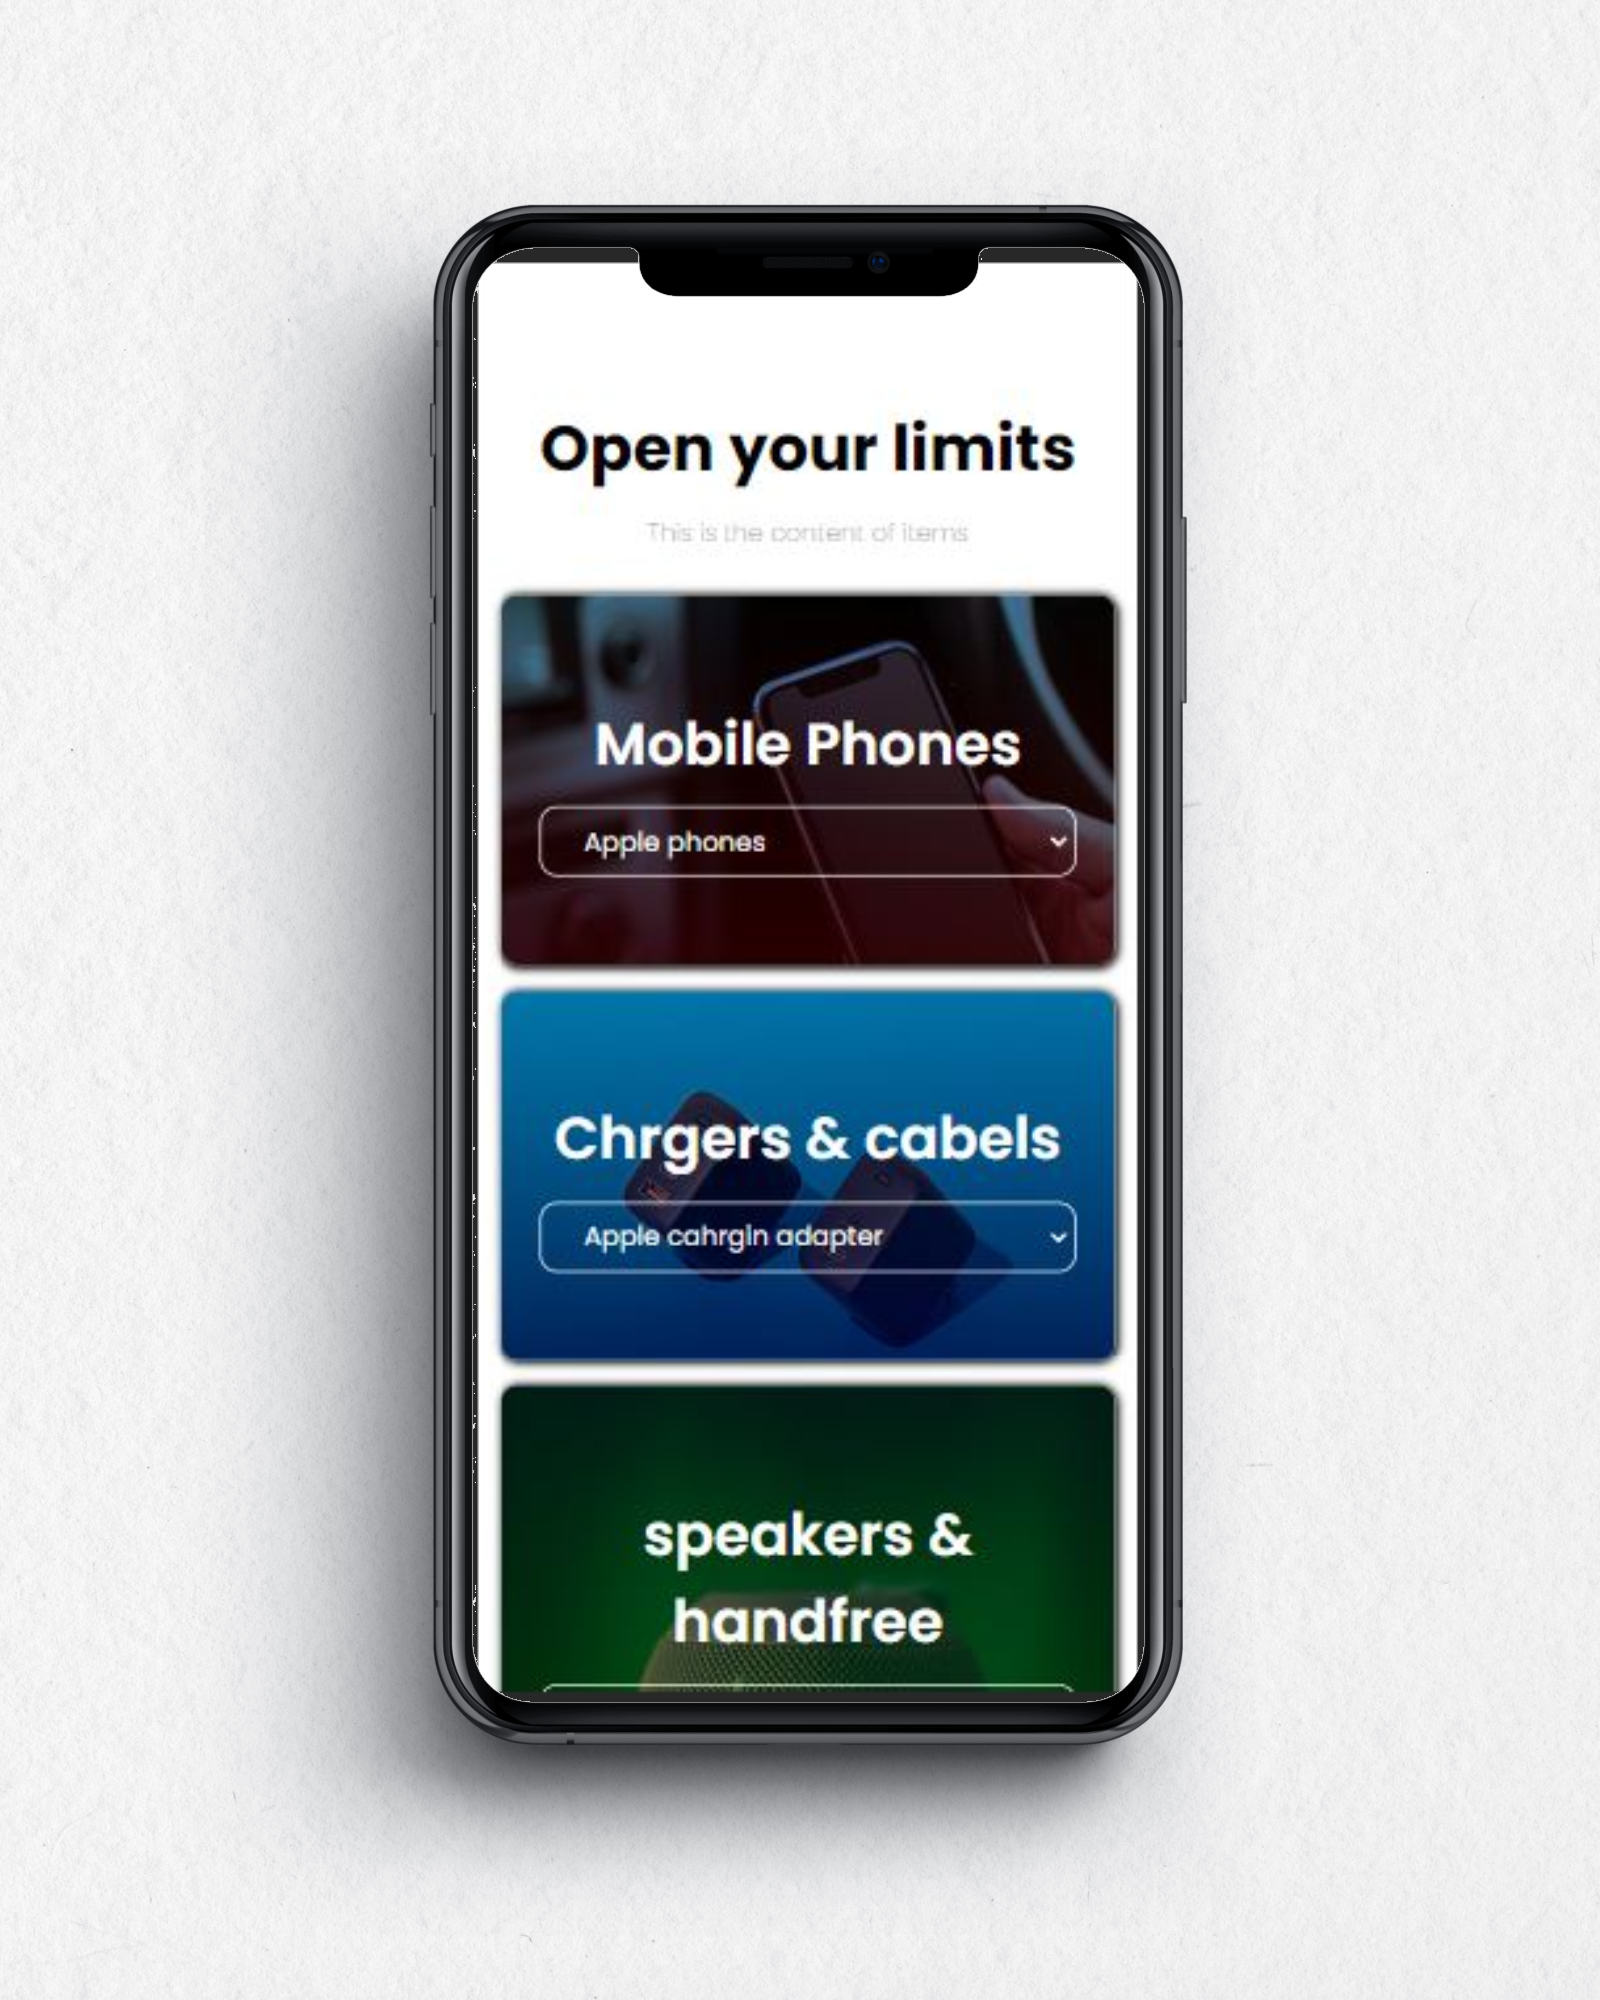 Open your limits
This is the content of items
Mobile Phones
Apple phones
Chrgers & cabels
Apple cahrgin adapter
speakers &
handfree